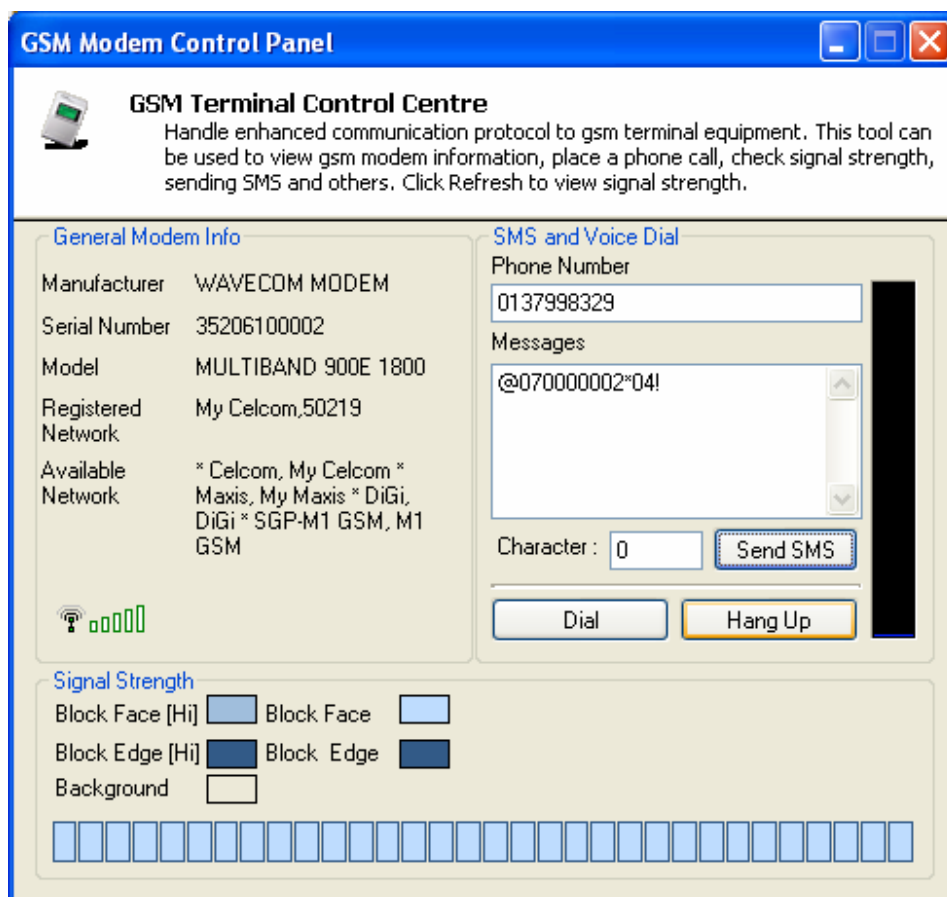 GSM Modem Control Panel
GSM Terminal Control Centre
Handle enhanced communication protocol to gsm terminal equipment. This tool can
be used to view gsm modem information, place a phone call, check signal strength,
sending SMS and others. Click Refresh to view signal strength.
General Modem Info
Manufacturer WAVECOM MODEM
Serial Number 35206100002
Model MULTIBAND 900E 1800
Registered My Celcom,50219
Network
Available * Celcom, My Celcom *
Network Maxis, My Maxis * DiGi,
DiGi * SGP-M1 GSM, M1
GSM
SMS and Voice Dial
Phone Number
0137998329
Messages
@070000002*04!
Character : 0 Send SMS
Dial Hang Up
Signal Strength
Block Face [Hi] Block Face
Block Edge [Hi] Block Edge
Background